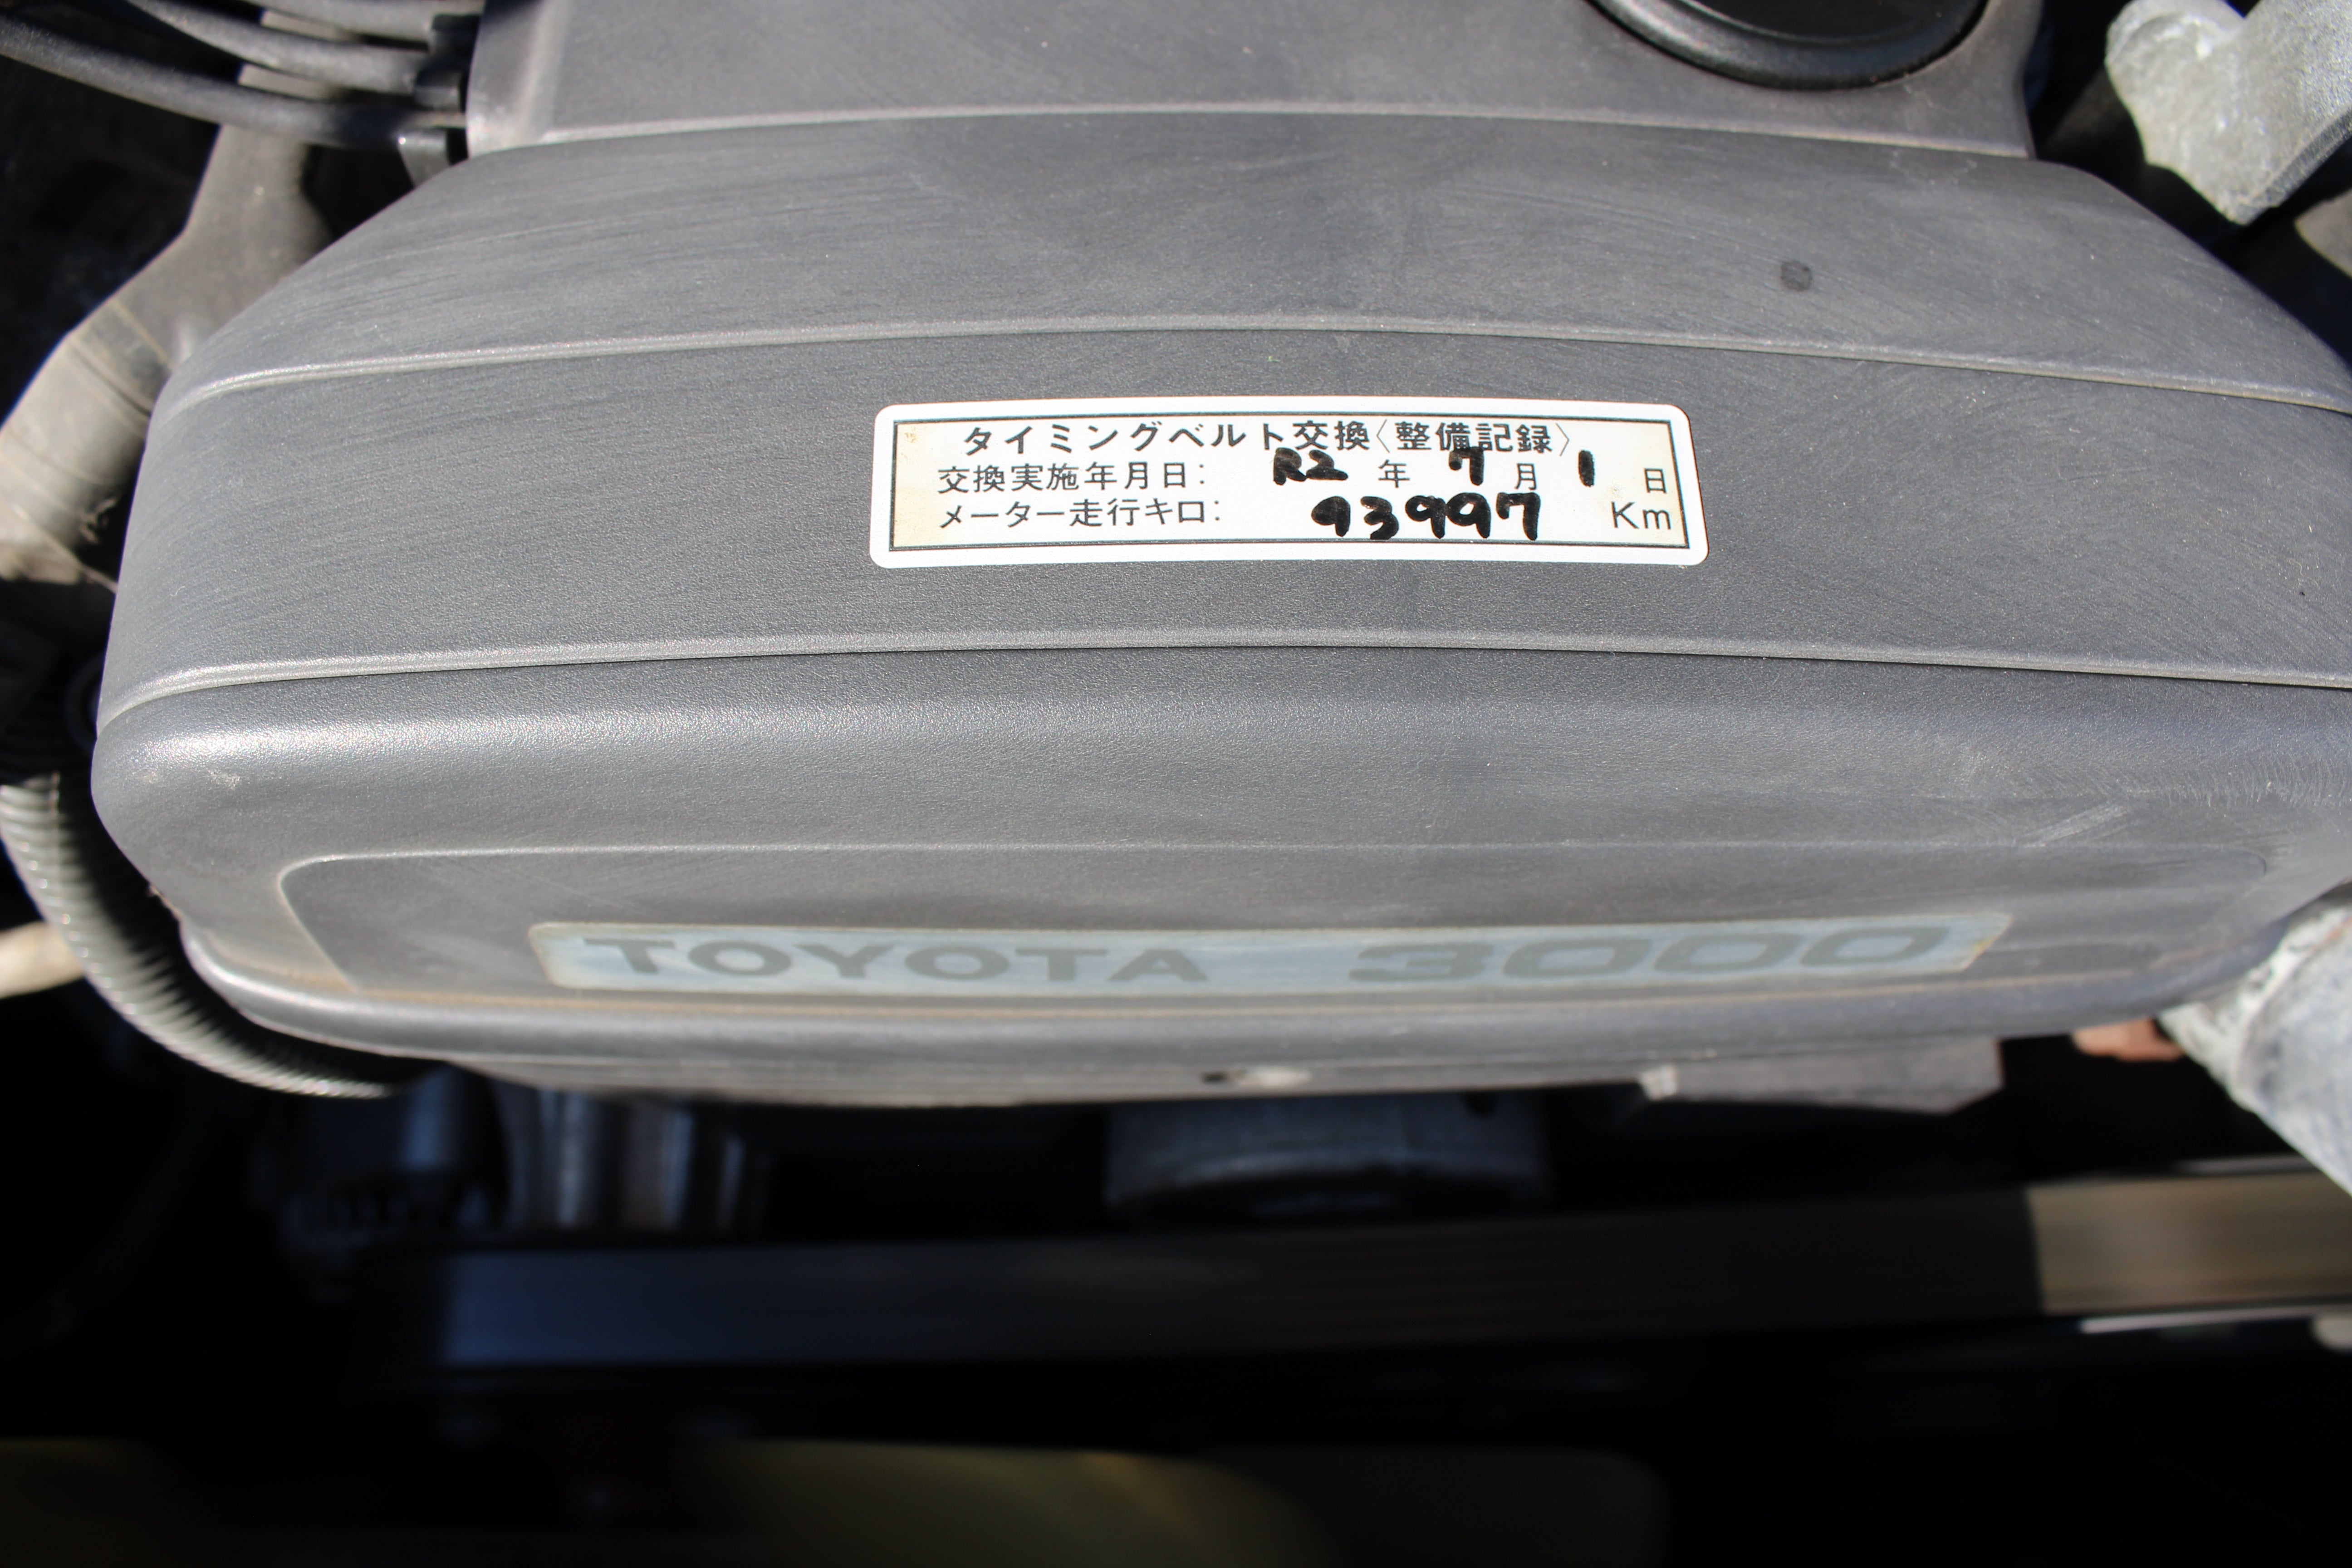 タイミングベルト交換〈整備記録〉
交換実施年月日: R2 年 7 月 1 日
メーター走行キロ: 93997 Km
TOYOTA 3000